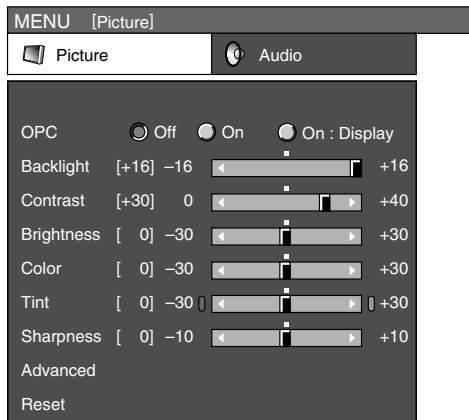 MENU [Picture]
Picture Audio
OPC Off On On : Display
Backlight [+16] –16 +16
Contrast [+30] 0 +40
Brightness [ 0] –30 +30
Color [ 0] –30 +30
Tint [ 0] –30 +30
Sharpness [ 0] –10 +10
Advanced
Reset